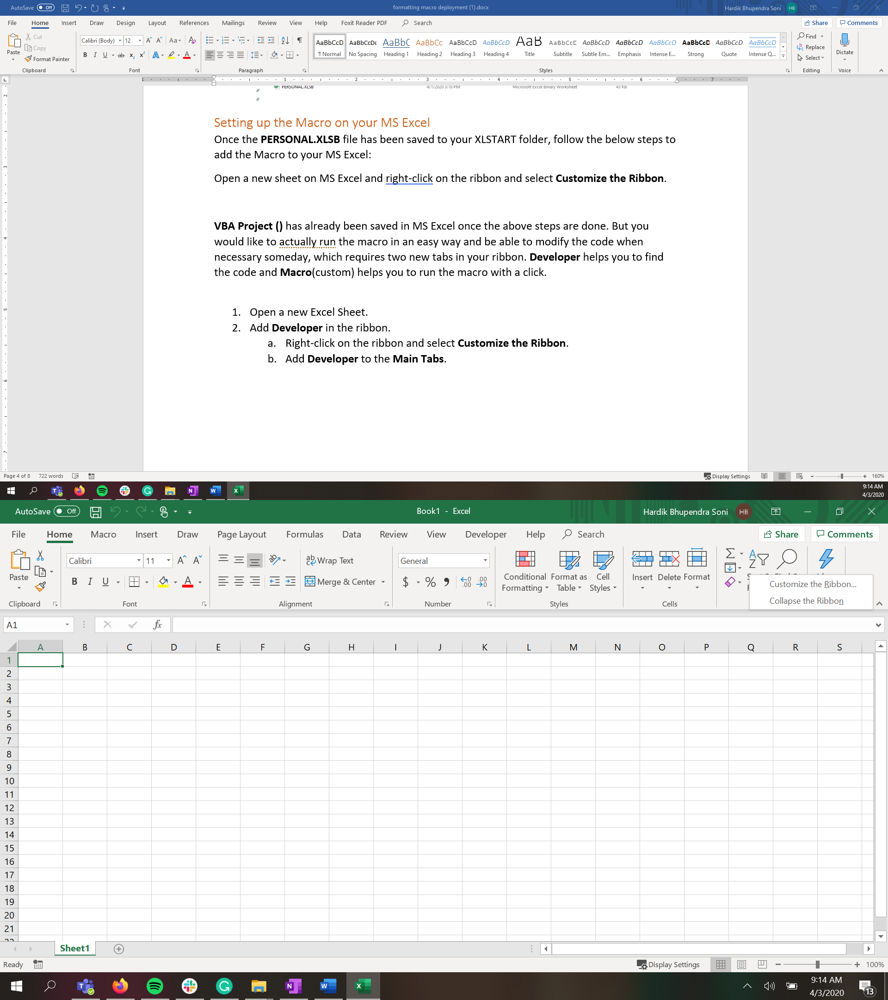 AutoSave Off formatting macro deployment (1).docx Hardik Bhupendra Soni HB
File Home Insert Draw Design Layout References Mailings Review View Help Foxit Reader PDF Search Share Comments
Paste Cut Copy Format Painter
Calibri (Body) 12
AaBbCcD AaBbCcDc AaBbC AaBbCc AaBbCcD AaBbCcD AaB AaBbCcD AaBbCcD AaBbCcD AaBbCcD AaBbCcD AaBbCcD AaBbCcD
¶ Normal No Spacing Heading 1 Heading 2 Heading 3 Heading 4 Title Subtitle Subtle Em... Emphasis Intense E... Strong Quote Intense Q...
Find Replace Select Dictate
Clipboard Font Paragraph Styles Editing Voice
PERSONAL.XLSB 4/1/2020 3:18 PM Microsoft Excel Binary Worksheet 43 KB
Setting up the Macro on your MS Excel
Once the PERSONAL.XLSB file has been saved to your XLSTART folder, follow the below steps to
add the Macro to your MS Excel:
Open a new sheet on MS Excel and right-click on the ribbon and select Customize the Ribbon.
VBA Project () has already been saved in MS Excel once the above steps are done. But you
would like to actually run the macro in an easy way and be able to modify the code when
necessary someday, which requires two new tabs in your ribbon. Developer helps you to find
the code and Macro(custom) helps you to run the macro with a click.
1. Open a new Excel Sheet.
2. Add Developer in the ribbon.
a. Right-click on the ribbon and select Customize the Ribbon.
b. Add Developer to the Main Tabs.
Page 4 of 8 722 words Display Settings 160%
9:14 AM
4/3/2020
AutoSave Off Book1 - Excel Hardik Bhupendra Soni HB
File Home Macro Insert Draw Page Layout Formulas Data Review View Developer Help Search Share Comments
Calibri 11 Wrap Text General
Paste B I U Merge & Center $ % Conditional Format as Cell Insert Delete Format
Formatting Table Styles
Customize the Ribbon...
Collapse the Ribbon
Clipboard Font Alignment Number Styles Cells
A1 fx
A B C D E F G H I J K L M N O P Q R S
1
2
3
4
5
6
7
8
9
10
11
12
13
14
15
16
17
18
19
20
21
Sheet1
Ready Display Settings 100%
9:14 AM
4/3/2020
13